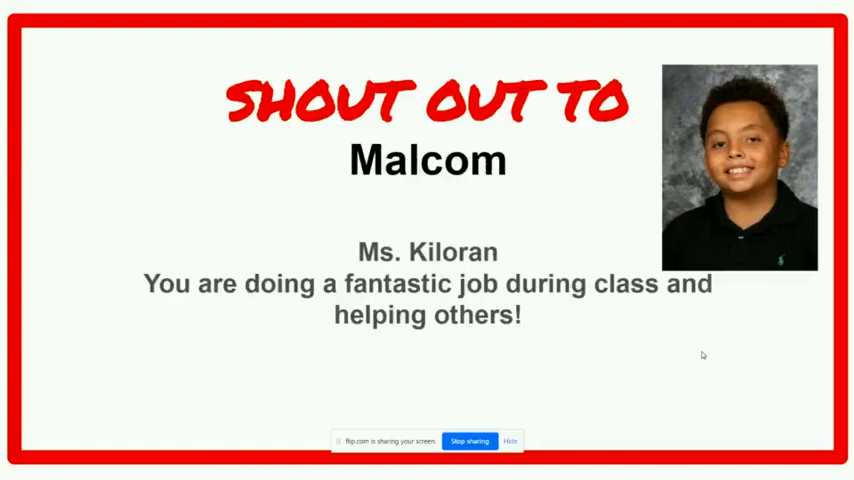 SHOUT OUT TO
Malcom
Ms. Kiloran
You are doing a fantastic job during class and
helping others!
flip.com is sharing your screen.
Stop sharing
Hide